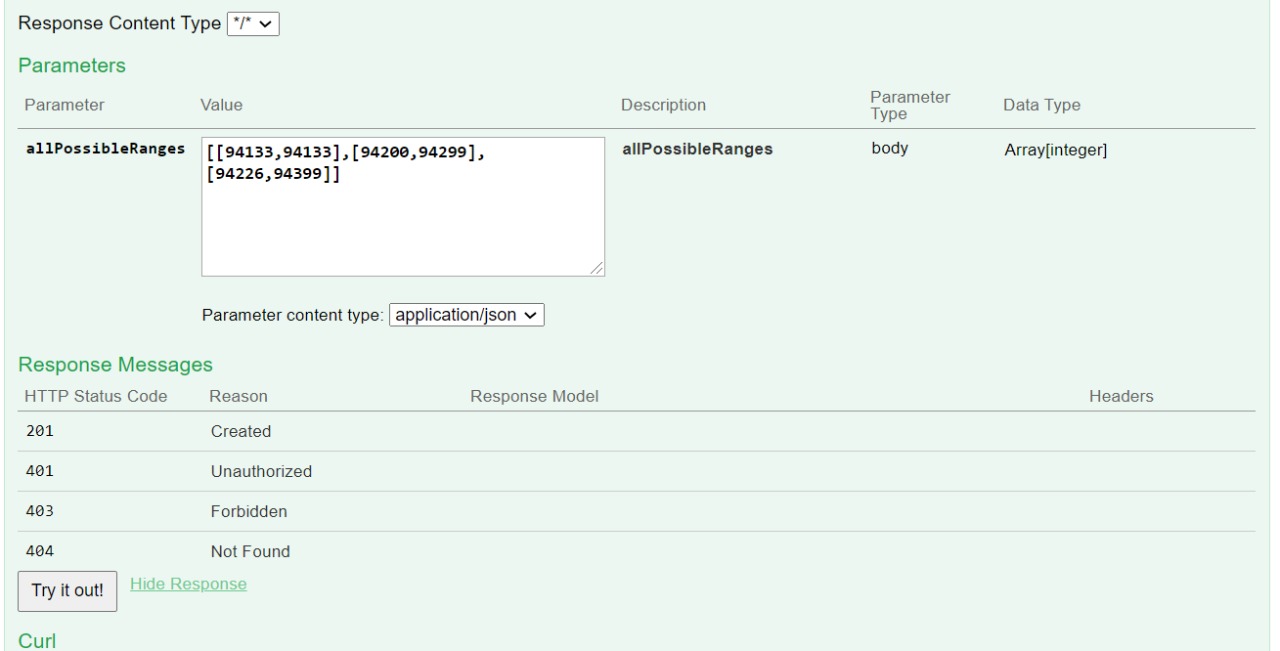 Response Content Type */*
Parameters
Parameter Value Description Parameter Type Data Type
allPossibleRanges [[94133,94133],[94200,94299], allPossibleRanges body Array[integer]
[94226,94399]]
Parameter content type: application/json
Response Messages
HTTP Status Code Reason Response Model Headers
201 Created
401 Unauthorized
403 Forbidden
404 Not Found
Try it out! Hide Response
Curl